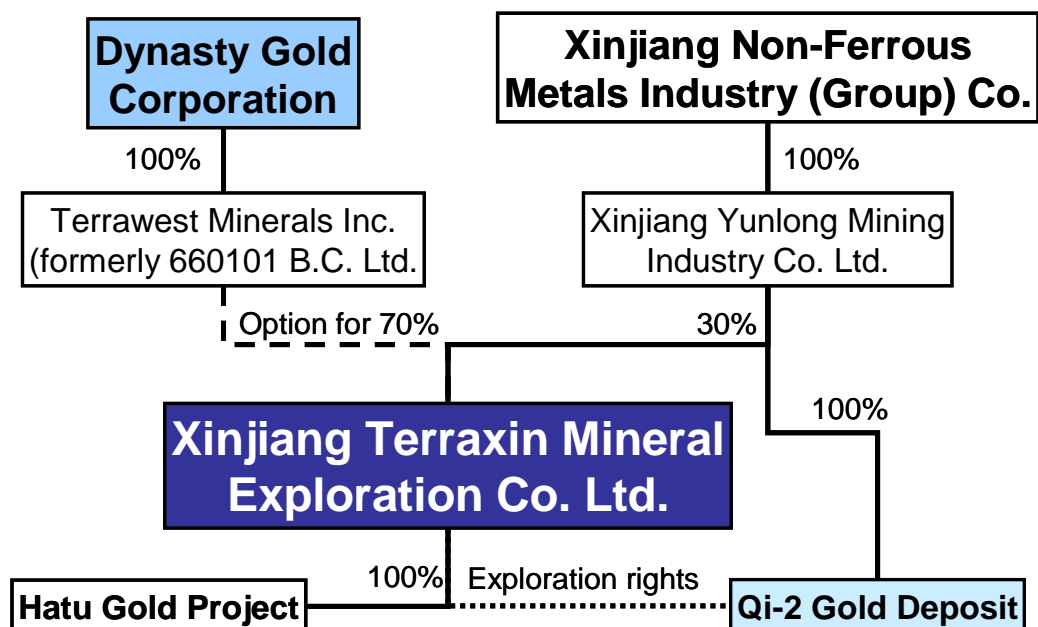 Dynasty Gold
Corporation
Xinjiang Non-Ferrous
Metals Industry (Group) Co.
100%
100%
Terrawest Minerals Inc.
(formerly 660101 B.C. Ltd.
Xinjiang Yunlong Mining
Industry Co. Ltd.
Option for 70%
30%
100%
Xinjiang Terraxin Mineral
Exploration Co. Ltd.
100%
Exploration rights
Hatu Gold Project
Qi-2 Gold Deposit